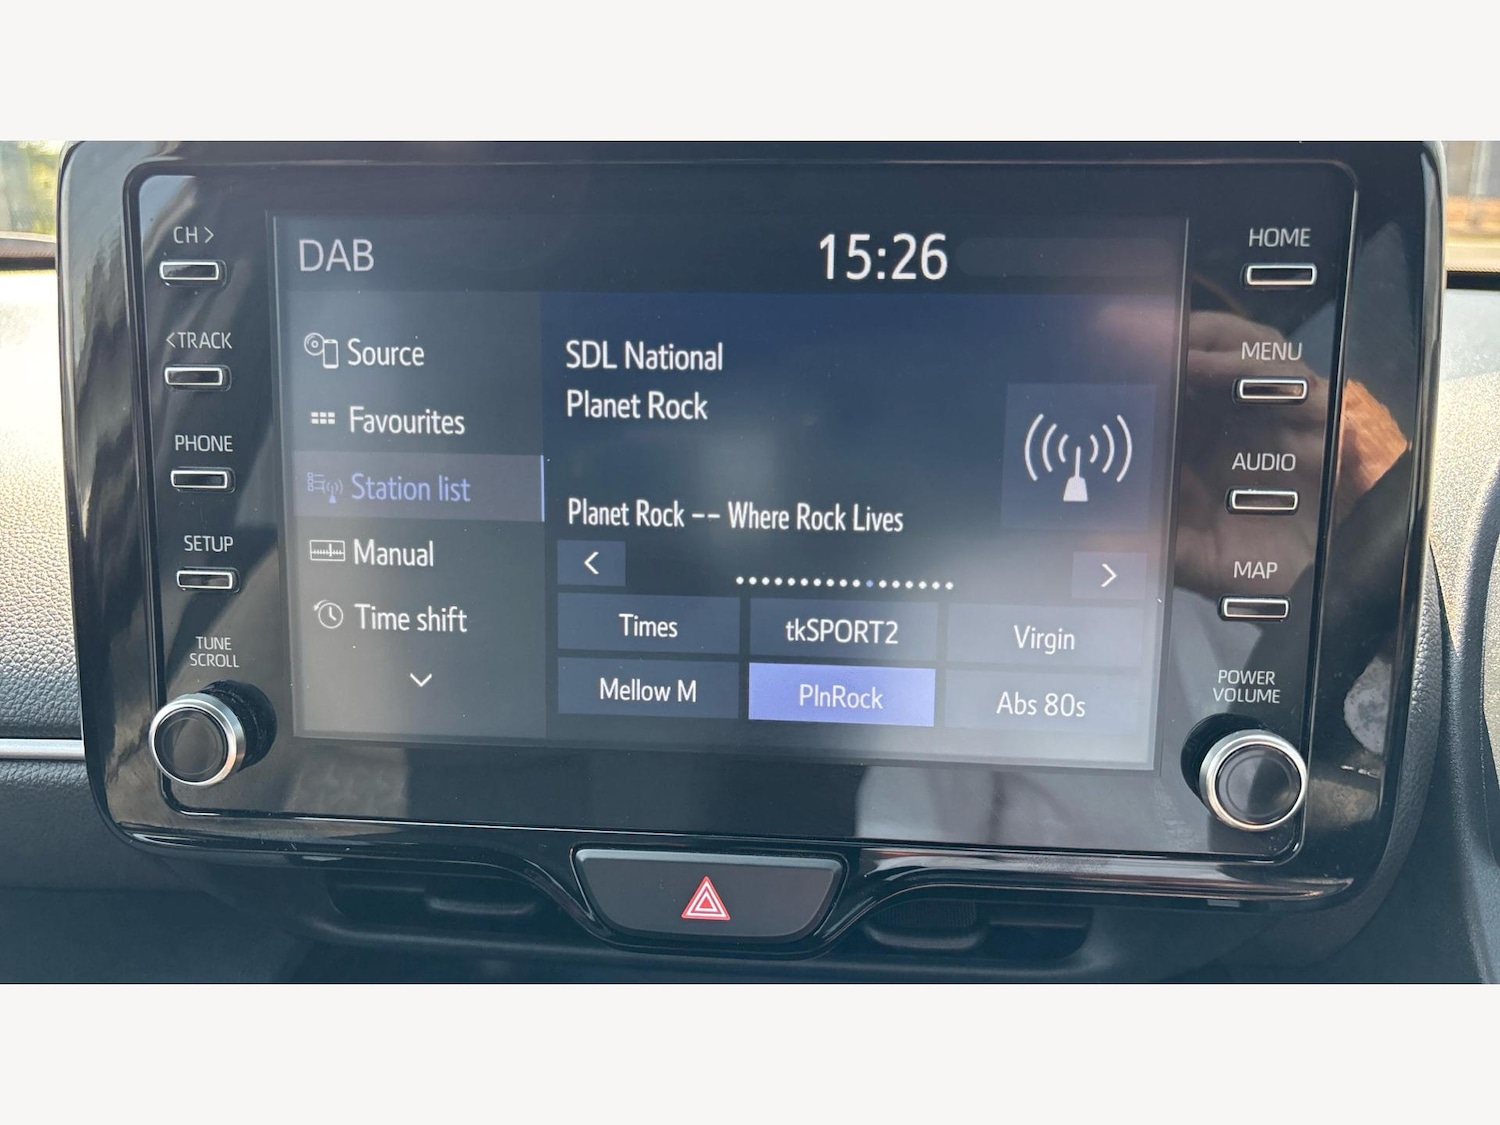 CH >
< TRACK
PHONE
SETUP
TUNE
SCROLL
DAB
15:26
Source
Favourites
Station list
Manual
Time shift
SDL National
Planet Rock
Planet Rock -- Where Rock Lives
< >
Times tkSPORT2 Virgin
Mellow M PlnRock Abs 80s
HOME
MENU
AUDIO
MAP
POWER
VOLUME